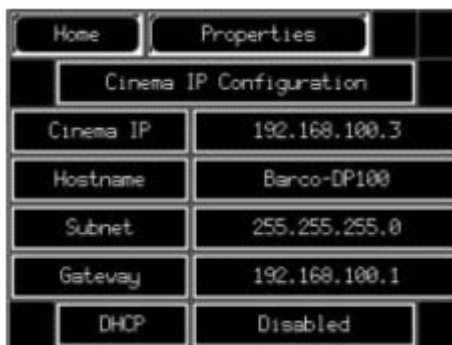 Home Properties
Cinema IP Configuration
Cinema IP 192.168.100.3
Hostname Barco-DP100
Subnet 255.255.255.0
Gateway 192.168.100.1
DHCP Disabled